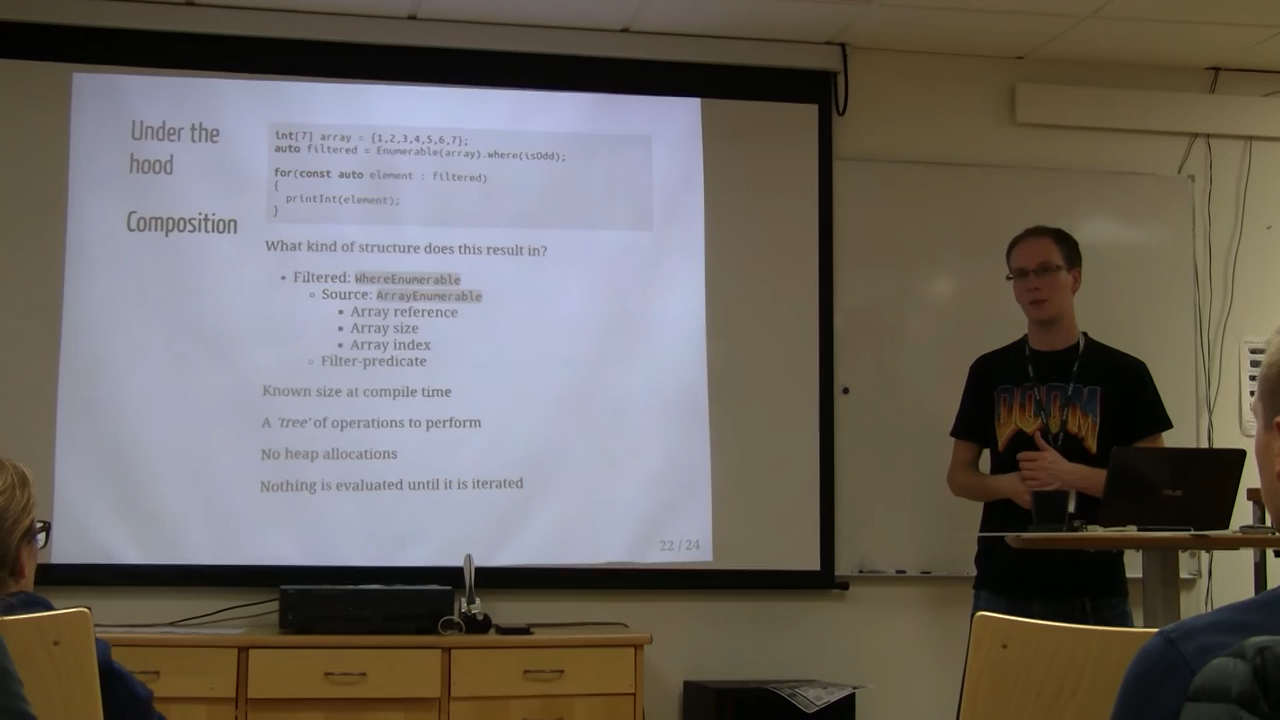 Under the
hood
Composition
int[7] array = {1,2,3,4,5,6,7};
auto filtered = Enumerable(array).where(isOdd);
for(const auto element : filtered)
{
printInt(element);
}
What kind of structure does this result in?
• Filtered: WhereEnumerable
◦ Source: ArrayEnumerable
▪ Array reference
▪ Array size
▪ Array index
◦ Filter-predicate
Known size at compile time
A 'tree' of operations to perform
No heap allocations
Nothing is evaluated until it is iterated
22 / 24
DOOM
ASUS